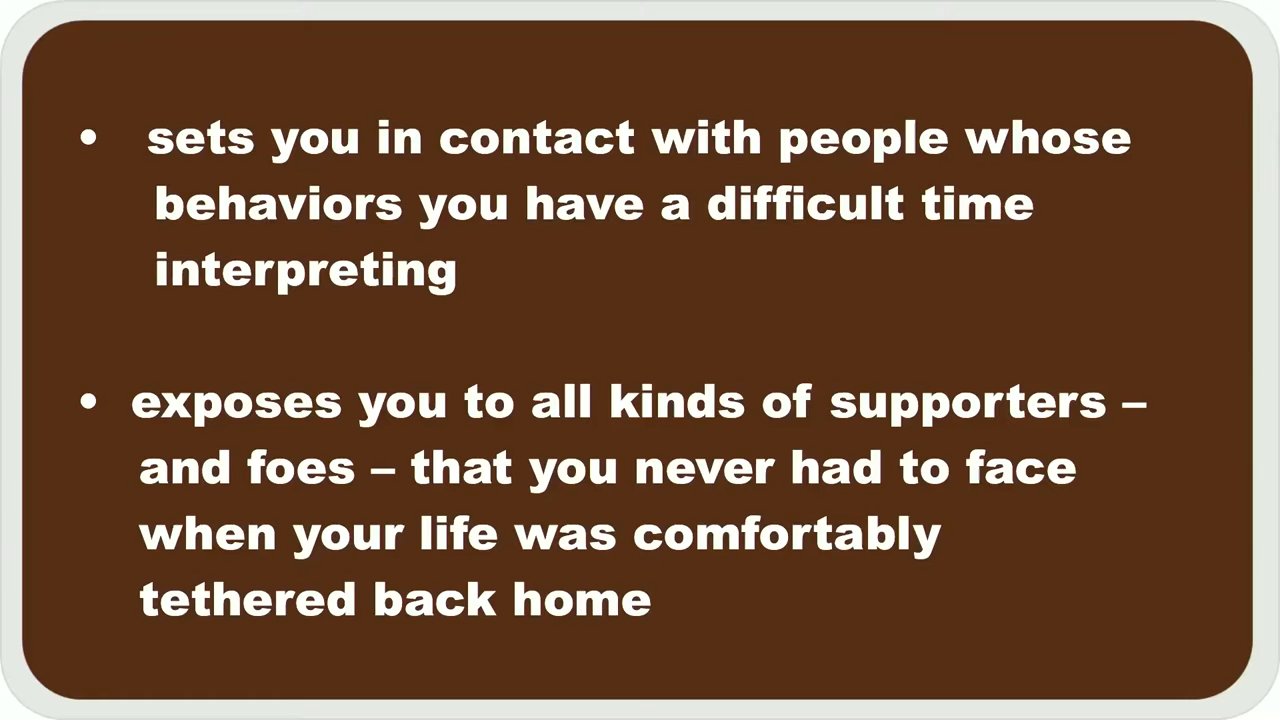 • sets you in contact with people whose
behaviors you have a difficult time
interpreting
• exposes you to all kinds of supporters –
and foes – that you never had to face
when your life was comfortably
tethered back home